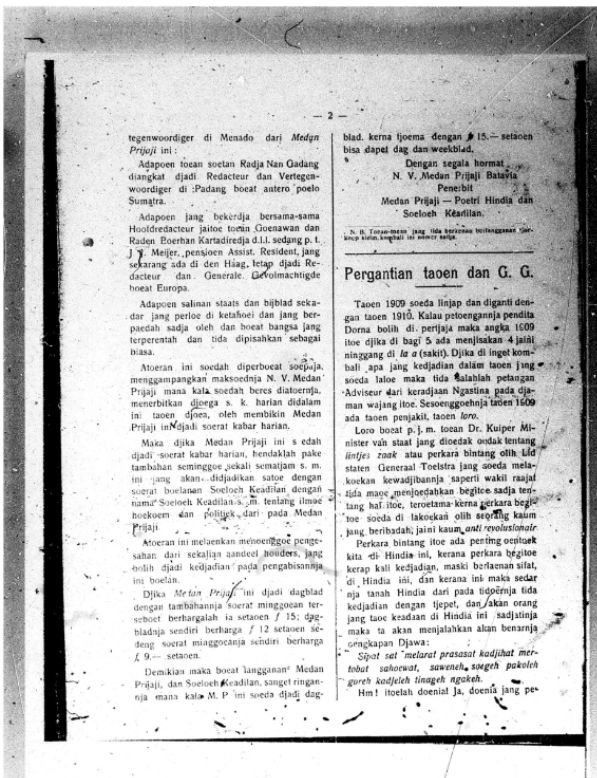 — 2 —
tegenwoordiger di Menado dari Medan
Prijaji ini :
Adapoen toean soetan Radja Nan Gadang
diangkat djadi Redacteur dan Vertegen-
woordiger di Padang boeat antero poelo
Sumatra.
Adapoen jang bekerdja bersama-sama
Hooldredacteur jaitoe toean Goenawan dan
Raden Boerhan Kartadiredja d.l.l. sedang p. t.
J. Meijer, pensioen Assist. Resident, jang
sekarang ada di den Haag, tetap djadi Re-
dacteur dan Generale Gevolmachtigde
boeat Europa.
Adapoen salinan staats dan bijblad seka-
dar jang perloe di ketahoei dan jang ber-
paedah sadja oleh dan boeat bangsa jang
terperentah dan tida dipisahkan sebagai
biasa.
Atoeran ini soedah diperboeat soepaja,
menggampangkan maksoednja N. V. Medan
Prijaji mana kala soedah beres diatoernja,
menerbitkan djoega s. k. harian didalam
ini taoen djoea, oleh membikin Medan
Prijaji ini djadi soerat kabar harian.
Maka djika Medan Prijaji ini s edah
djadi soerat kabar harian, hendaklah pake
tambahan seminggoe sekali sematjam s. m.
ini jang akan didjadikan satoe dengan
soerat boelanan Soeloeh Keadilan dengan
nama Soeloeh Keadilan s. m. tentang ilmoe
hoekoem dan politiek dari pada Medan
Prijaji
Atoeran ini melaenkan menoenggoe penge-
sahan dari sekalian aandeel houders, jang
bolih djadi kedjadian pada pengabisannja
ini boelan.
Djika Metan Prijaji ini djadi dagblad
dengan tambahannja soerat minggoean ter-
seboet berhargalah ia setaoen f 15; dag-
bladnja sendiri berharga f 12 setaoen se-
deng soerat minggoeanja sendiri berharga
f 9.— setaoen.
Demikian maka boeat langganan Medan
Prijaji, dan Soeloeh Keadilan, sanget ringan-
nja mana kala M. P ini soeda djadi dag-
blad. kerna tjoema dengan f 15.— setaoen
bisa dapet dag dan weekblad.
Dengan segala hormat
N. V. Medan Prijaji Batavia
Penerbit
Medan Prijaji — Poetri Hindia dan
Soeloeh Keadilan.
N. B. Toean-toean jang tida berkenan berlangganan
kembali ini nomer sadja.
Pergantian taoen dan G. G.
Taoen 1909 soeda linjap dan diganti den-
gan taoen 1910. Kalau petoengannja pendita
Dorna bolih di pertjaja maka angka 1909
itoe djika di bagi 5 ada menjisakan 4 jaini
ninggang di la a (sakit). Djika di inget kom-
bali apa jang kedjadian dalam taoen jang
soeda laloe maka tida salahlah petangan
Adviseur dari keradjaan Ngastina pada dja-
man wajang itoe. Sesoenggoehnja taoen 1909
ada taoen penjakit, taoen loro.
Loro boeat p. j. m. toean Dr. Kuiper Mi-
nister van staat jang dioedak oedak tentang
lintjes zaak atau perkara bintang olih Lid
staten Generaal Toelstra jang soeda mela-
koekan kewadjibannja saperti wakil raajat
tida maoe menjoedahkan begitoe sadja ten-
tang hal itoe, teroetama kerna perkara begi-
toe soeda di lakoekan olih seorang kaum
jang beribadah, jaini kaum anti revolusionair
Perkara bintang itoe ada penting oentoek
kita di Hindia ini, kerana perkara begitoe
kerap kali kedjadian, maski berlaenan sifat,
di Hindia ini, dan kerana ini maka sedar
nja tanah Hindia dari pada tidoernja tida
kedjadian dengan tjepet, dan akan orang
jang taoe keadaan di Hindia ini sadjatinja
maka ta akan menjalahkan akan benarnja
oengkapan Djawa:
Sipat sat melarat prasasat kadjihat mer-
tobat sahoewat, saweneh soegeh pakoleh
goreh kadjeleh tinageh ngakeh.
Hm! itoelah doenia! Ja, doenia jang pe-